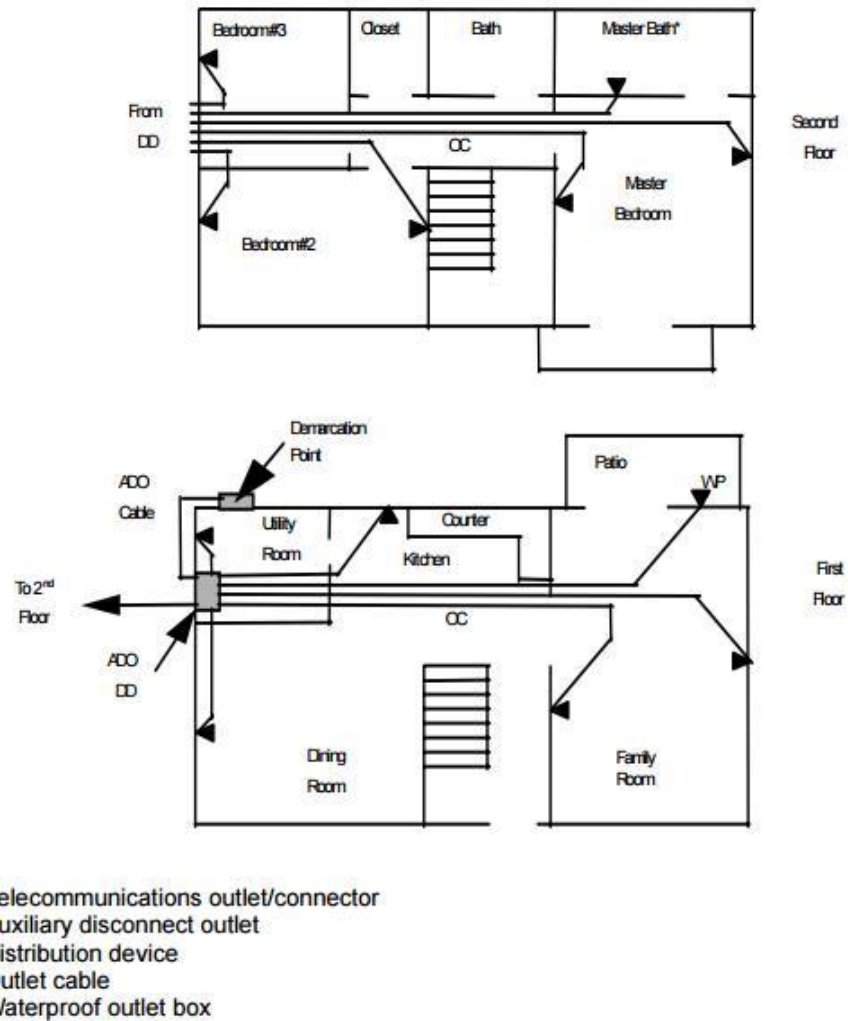 Bedroom#3
Closet
Bath
Master Bath*
From
DD
OC
Second
Floor
Master
Bedroom
Bedroom#2
Demarcation
Point
Patio
ADO
Cable
WP
Utility
Room
Counter
Kitchen
To 2nd
Floor
First
Floor
OC
ADO
DD
Dining
Room
Family
Room
elecommunications outlet/connector
uxiliary disconnect outlet
istribution device
utlet cable
Waterproof outlet box